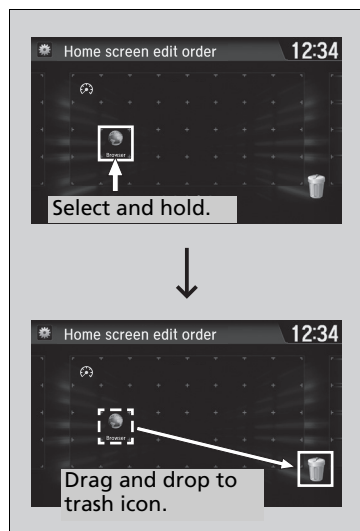 Home screen edit order
12:34
Browser
Select and hold.
Home screen edit order
12:34
Browser
Drag and drop to
trash icon.